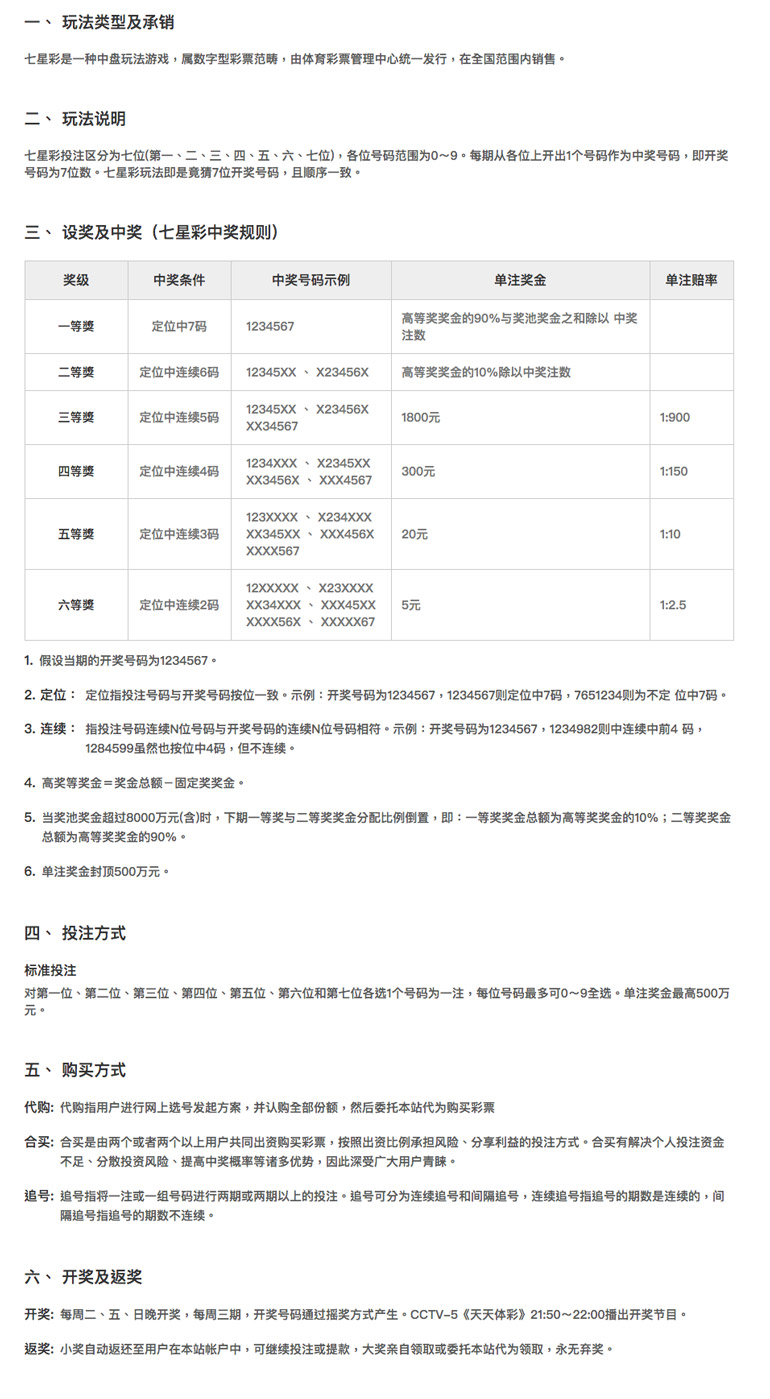 一、 玩法类型及承销
七星彩是一种中盘玩法游戏，属数字型彩票范畴，由体育彩票管理中心统一发行，在全国范围内销售。
二、 玩法说明
七星彩投注区分为七位(第一、二、三、四、五、六、七位)，各位号码范围为0～9。每期从各位上开出1个号码作为中奖号码，即开奖
号码为7位数。七星彩玩法即是竟猜7位开奖号码，且顺序一致。
三、 设奖及中奖（七星彩中奖规则）
奖级 中奖条件 中奖号码示例 单注奖金 单注赔率
一等獎 定位中7码 1234567 高等奖奖金的90%与奖池奖金之和除以 中奖
注数
二等獎 定位中连续6码 12345XX 、 X23456X 高等奖奖金的10%除以中奖注数
三等獎 定位中连续5码 12345XX 、 X23456X
XX34567 1800元 1:900
四等獎 定位中连续4码 1234XXX 、 X2345XX
XX3456X 、 XXX4567 300元 1:150
五等獎 定位中连续3码 123XXXX 、 X234XXX
XX345XX 、 XXX456X
XXXX567 20元 1:10
六等獎 定位中连续2码 12XXXXX 、 X23XXXX
XX34XXX 、 XXX45XX
XXXX56X 、 XXXXX67 5元 1:2.5
1. 假设当期的开奖号码为1234567。
2. 定位： 定位指投注号码与开奖号码按位一致。示例：开奖号码为1234567，1234567则定位中7码，7651234则为不定 位中7码。
3. 连续： 指投注号码连续N位号码与开奖号码的连续N位号码相符。示例：开奖号码为1234567，1234982则中连续中前4 码，
1284599虽然也按位中4码，但不连续。
4. 高奖等奖金＝奖金总额－固定奖奖金。
5. 当奖池奖金超过8000万元(含)时，下期一等奖与二等奖奖金分配比例倒置，即：一等奖奖金总额为高等奖奖金的10%；二等奖奖金
总额为高等奖奖金的90%。
6. 单注奖金封顶500万元。
四、 投注方式
标准投注
对第一位、第二位、第三位、第四位、第五位、第六位和第七位各选1个号码为一注，每位号码最多可0～9全选。单注奖金最高500万
元。
五、 购买方式
代购: 代购指用户进行网上选号发起方案，并认购全部份额，然后委托本站代为购买彩票
合买: 合买是由两个或者两个以上用户共同出资购买彩票，按照出资比例承担风险、分享利益的投注方式。合买有解决个人投注资金
不足、分散投资风险、提高中奖概率等诸多优势，因此深受广大用户青睐。
追号: 追号指将一注或一组号码进行两期或两期以上的投注。追号可分为连续追号和间隔追号，连续追号指追号的期数是连续的，间
隔追号指追号的期数不连续。
六、 开奖及返奖
开奖: 每周二、五、日晚开奖，每周三期，开奖号码通过摇奖方式产生。CCTV–5《天天体彩》21:50～22:00播出开奖节目。
返奖: 小奖自动返还至用户在本站帐户中，可继续投注或提款，大奖亲自领取或委托本站代为领取，永无弃奖。